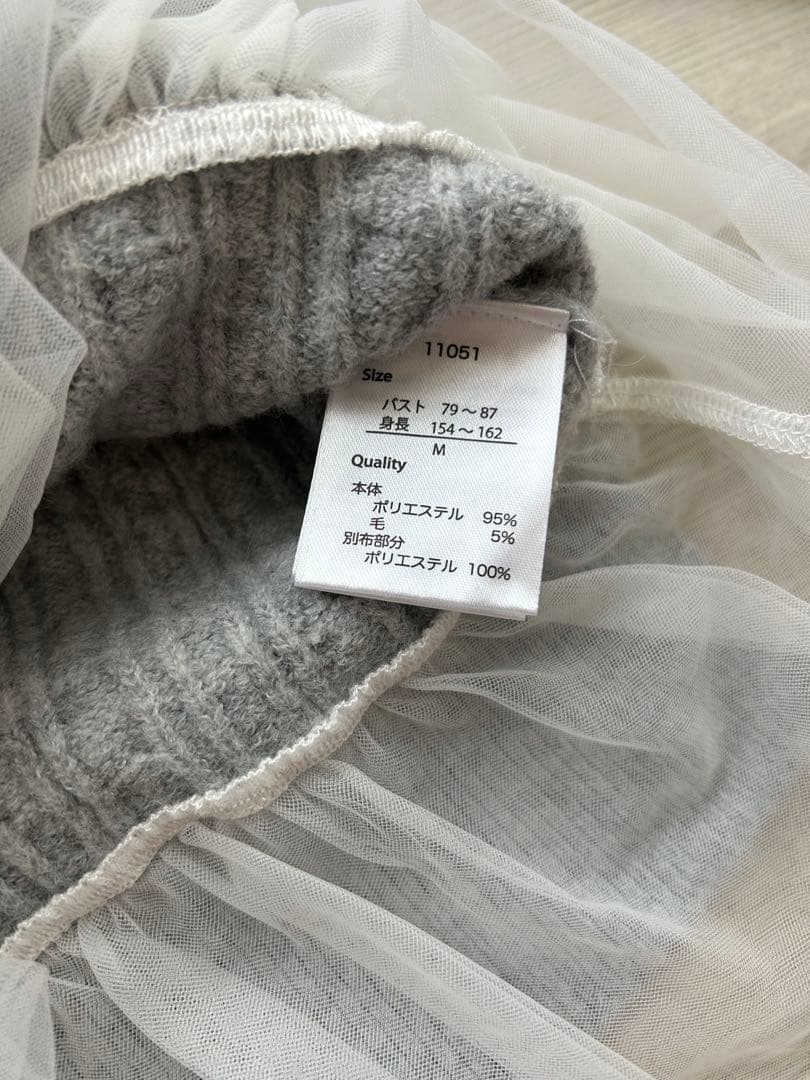 11051
Size
バスト 79～87
身長 154～162
M
Quality
本体
ポリエステル 95%
毛 5%
別布部分
ポリエステル 100%